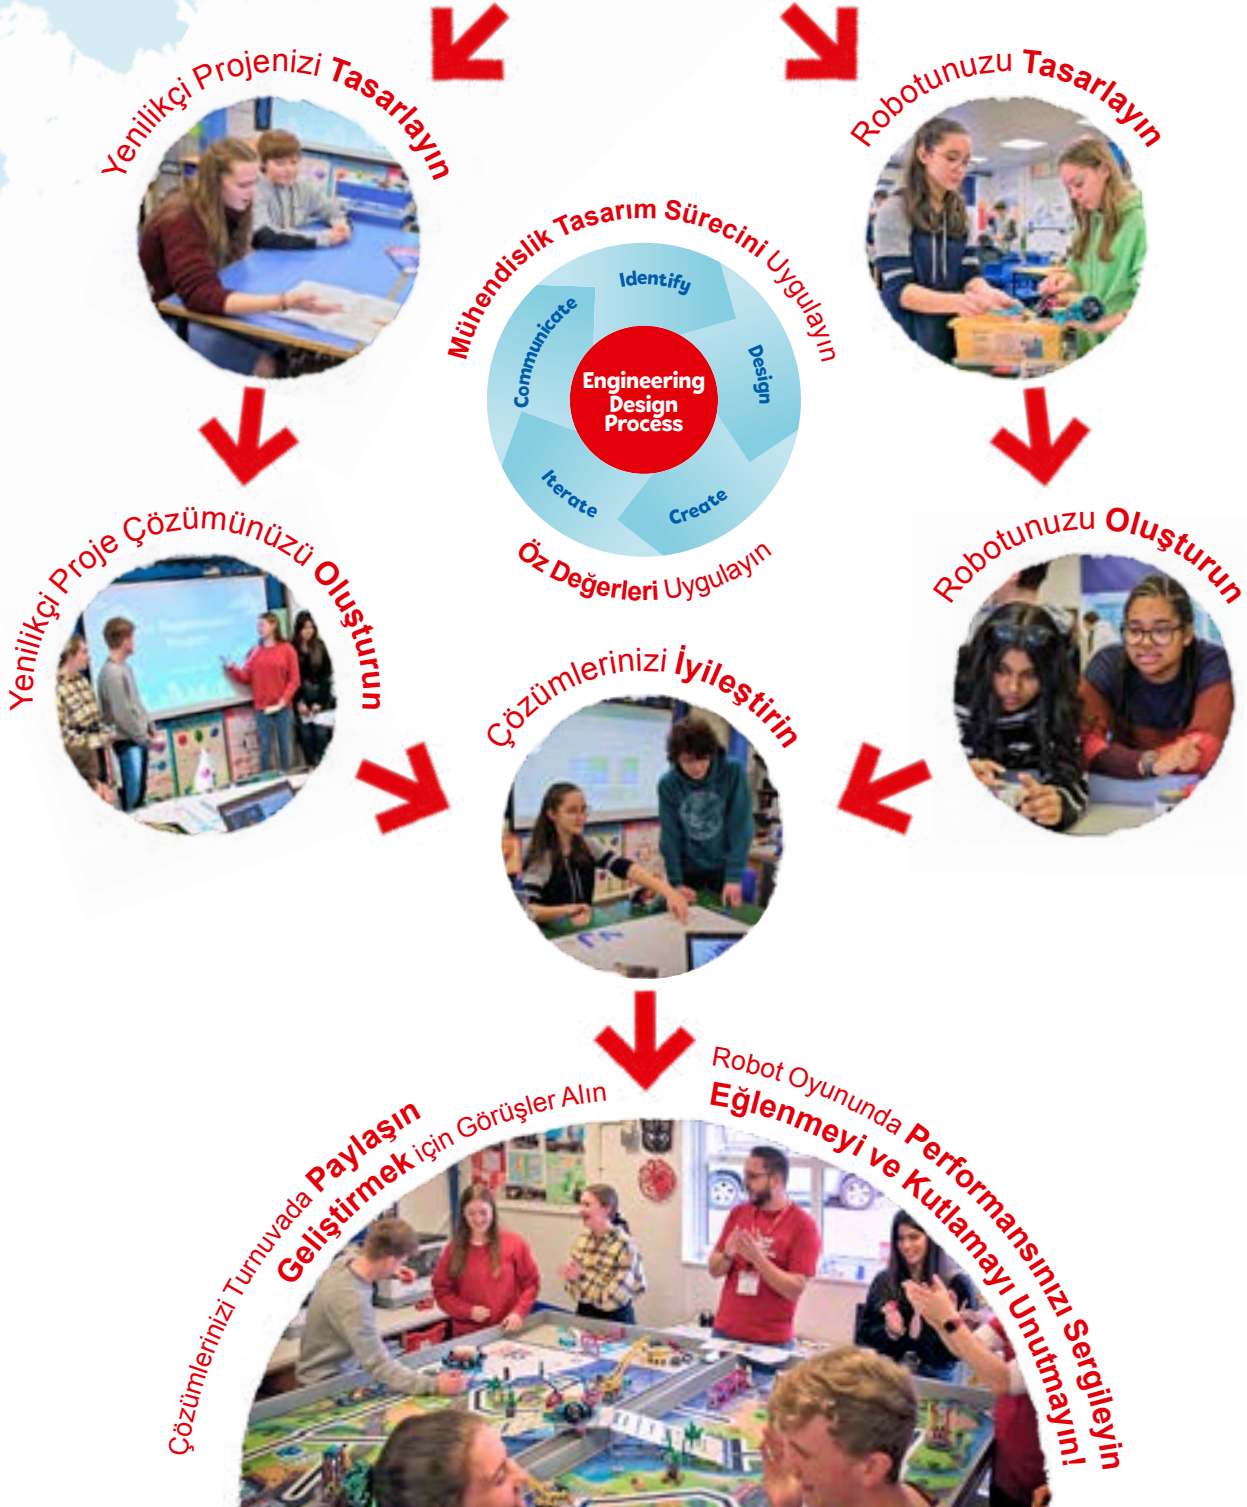 Yenilikçi Projenizi Tasarlayın
Robotunuzu Tasarlayın
Mühendislik Tasarım Sürecini Uygulayın
Identify
Design
Create
Iterate
Communicate
Engineering
Design
Process
Öz Değerleri Uygulayın
Yenilikçi Proje Çözümünüzü Oluşturun
Robotunuzu Oluşturun
Çözümlerinizi İyileştirin
Çözümlerinizi Turnuvada Paylaşın
Geliştirmek için Görüşler Alın
Robot Oyununda Performansınızı Sergileyin
Eğlenmeyi ve Kutlamayı Unutmayın!